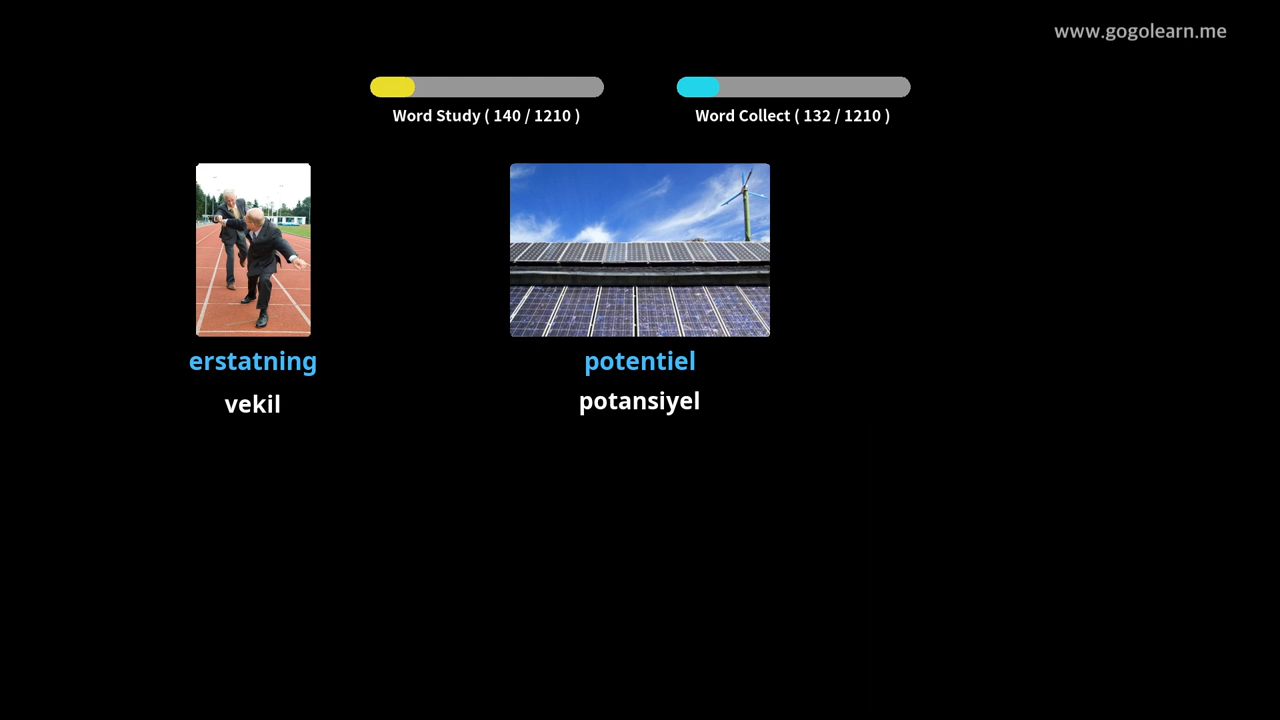 www.gogolearn.me
Word Study ( 140 / 1210 )
Word Collect ( 132 / 1210 )
erstatning
vekil
potentiel
potansiyel